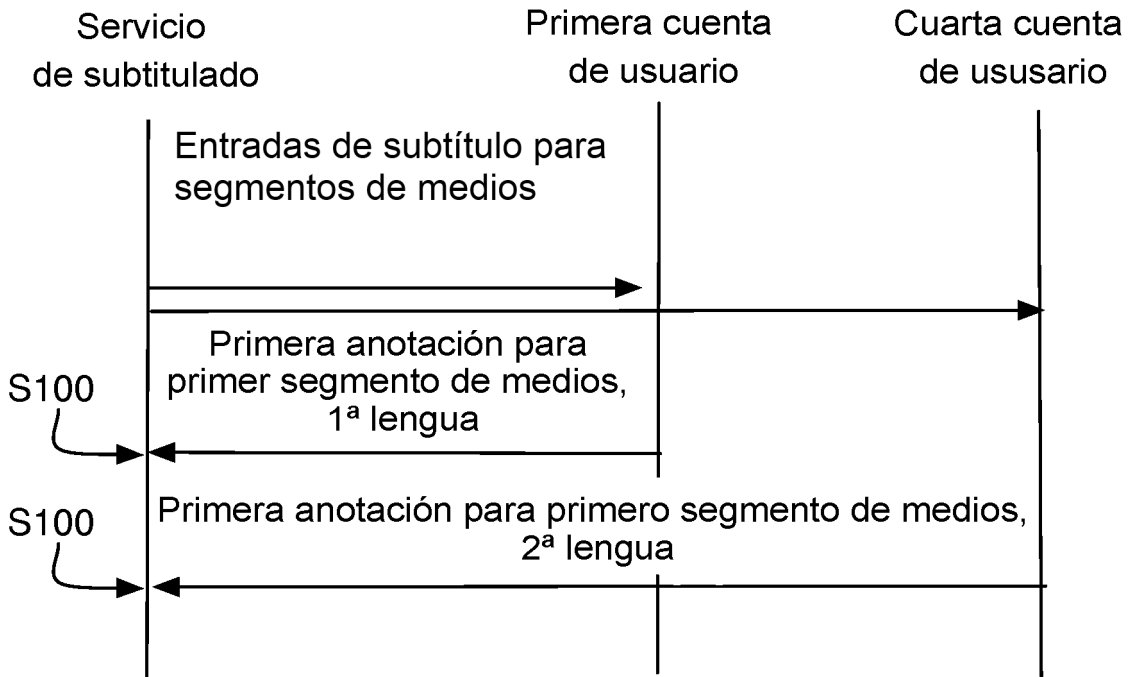 Servicio
de subtitulado
Primera cuenta
de usuario
Cuarta cuenta
de ususario
Entradas de subtítulo para
segmentos de medios
Primera anotación para
primer segmento de medios,
1ª lengua
S100
Primera anotación para primero segmento de medios,
2ª lengua
S100